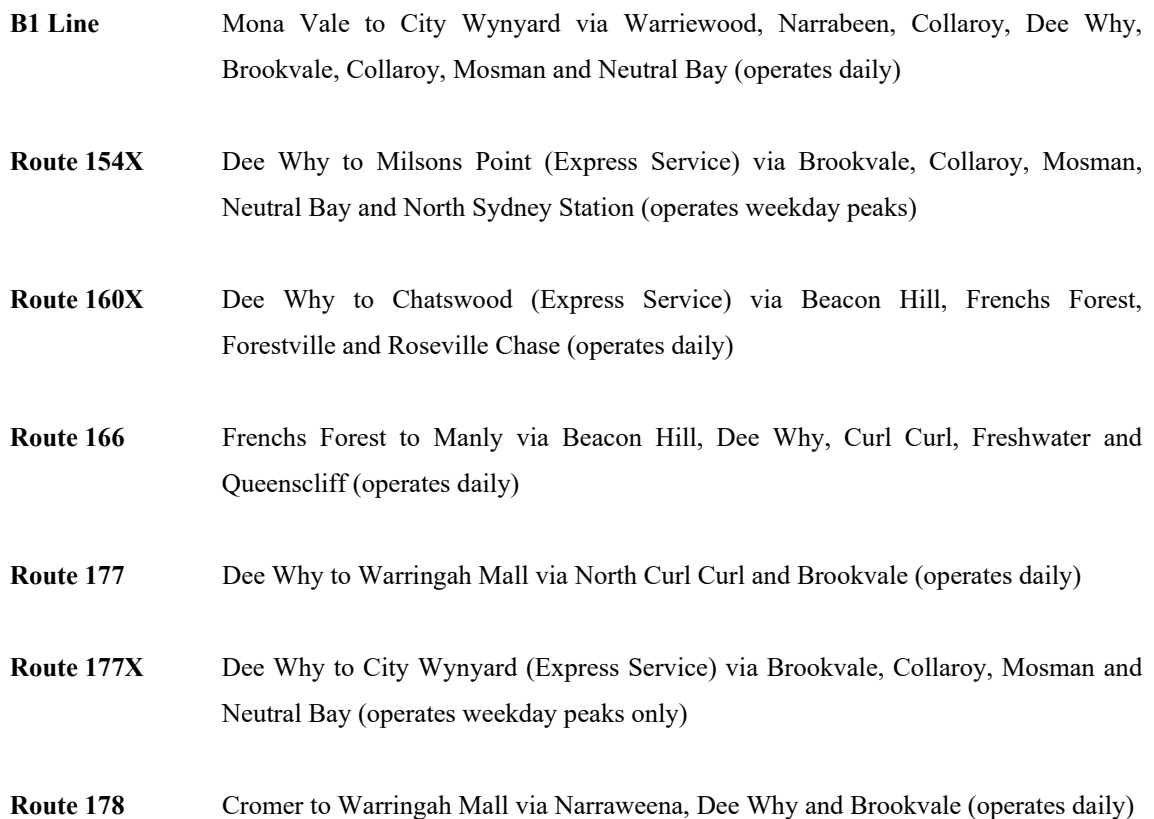 B1 Line Mona Vale to City Wynyard via Warriewood, Narrabeen, Collaroy, Dee Why,
Brookvale, Collaroy, Mosman and Neutral Bay (operates daily)
Route 154X Dee Why to Milsons Point (Express Service) via Brookvale, Collaroy, Mosman,
Neutral Bay and North Sydney Station (operates weekday peaks)
Route 160X Dee Why to Chatswood (Express Service) via Beacon Hill, Frenchs Forest,
Forestville and Roseville Chase (operates daily)
Route 166 Frenchs Forest to Manly via Beacon Hill, Dee Why, Curl Curl, Freshwater and
Queenscliff (operates daily)
Route 177 Dee Why to Warringah Mall via North Curl Curl and Brookvale (operates daily)
Route 177X Dee Why to City Wynyard (Express Service) via Brookvale, Collaroy, Mosman and
Neutral Bay (operates weekday peaks only)
Route 178 Cromer to Warringah Mall via Narraweena, Dee Why and Brookvale (operates daily)